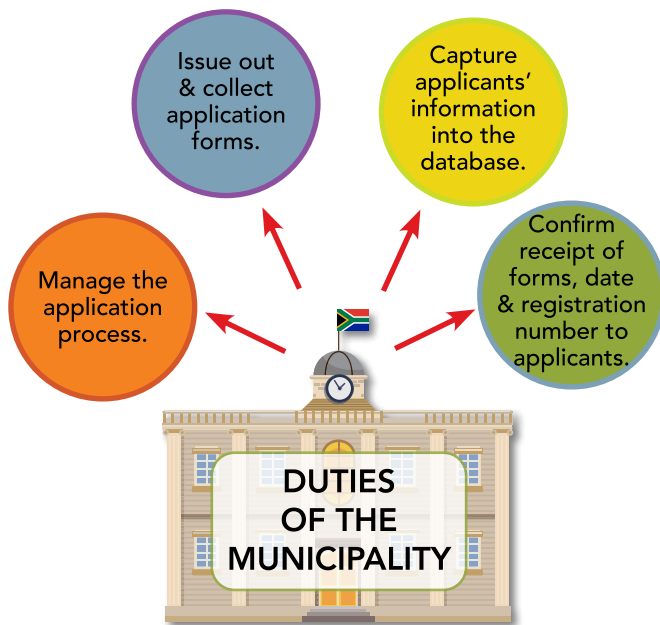 Issue out
& collect
application
forms.
Capture
applicants’
information
into the
database.
Manage the
application
process.
Confirm
receipt of
forms, date
& registration
number to
applicants.
DUTIES
OF THE
MUNICIPALITY